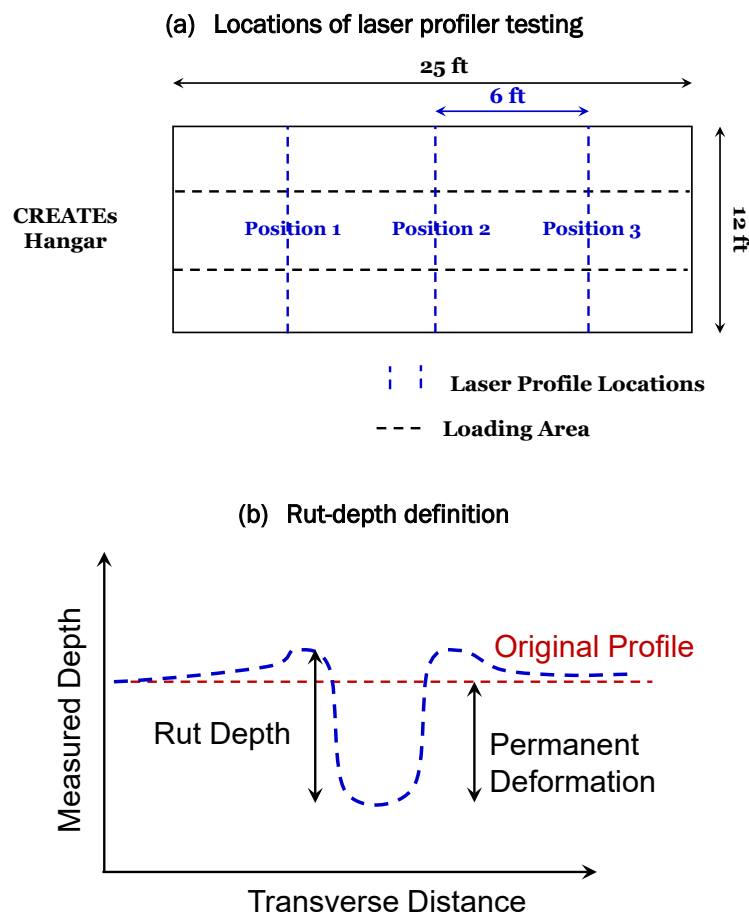 (a) Locations of laser profiler testing
25 ft
6 ft
CREATEs
Hangar
Position 1
Position 2
Position 3
12 ft
Laser Profile Locations
Loading Area
(b) Rut-depth definition
Measured Depth
Original Profile
Rut Depth
Permanent
Deformation
Transverse Distance